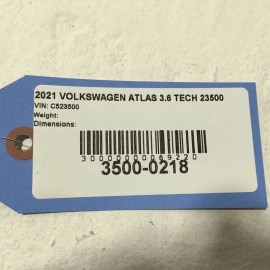 2021 VOLKSWAGEN ATLAS 3.6 TECH 23500
VIN: C523500
Weight:
Dimensions:
3000000069220
3500-0218